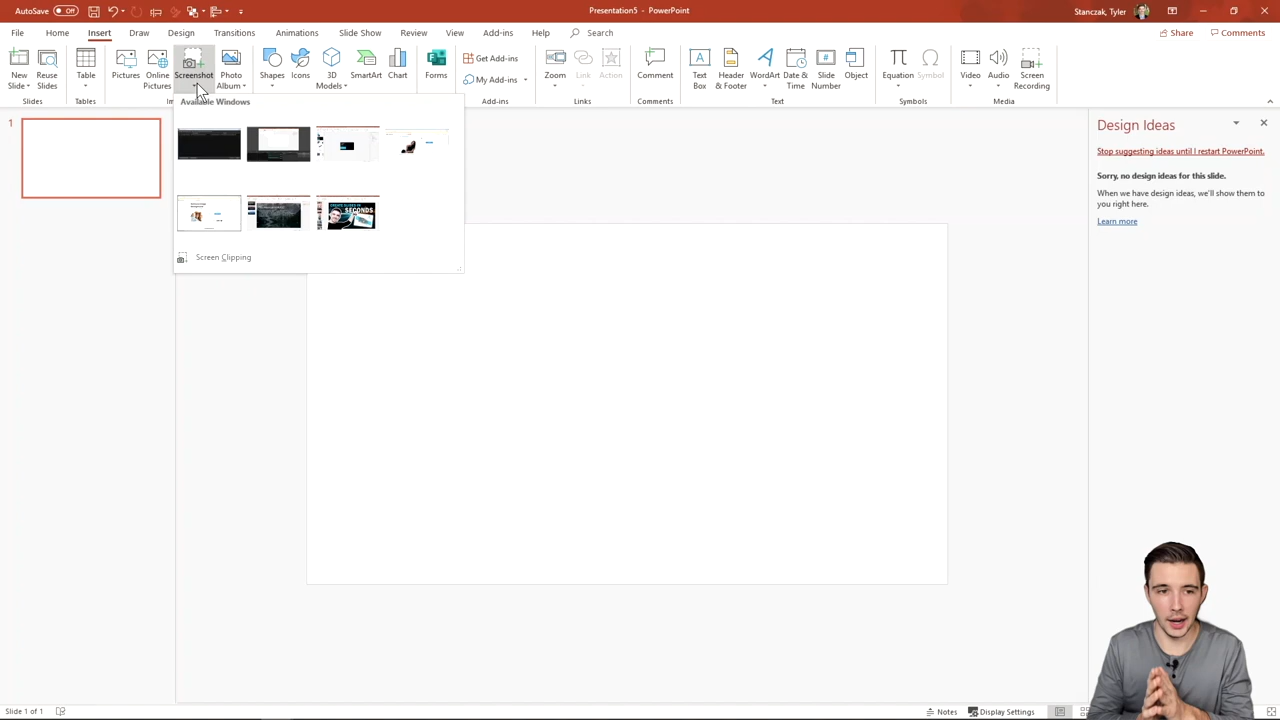 AutoSave Off
Presentation5 - PowerPoint
Stanczak, Tyler
File Home Insert Draw Design Transitions Animations Slide Show Review View Add-ins Help Search
Share Comments
New Slide
Reuse Slides
Table
Pictures
Online Pictures
Screenshot
Photo Album
Shapes
Icons
3D Models
SmartArt
Chart
Forms
Get Add-ins
My Add-ins
Zoom
Link
Action
Comment
Text Box
Header & Footer
WordArt
Date & Time
Slide Number
Object
Equation
Symbol
Video
Audio
Screen Recording
Slides Tables Add-ins Links Comments Text Symbols Media
Available Windows
CREATE SLIDES IN
SECONDS
Screen Clipping
1
Design Ideas
Stop suggesting ideas until I restart PowerPoint.
Sorry, no design ideas for this slide.
When we have design ideas, we'll show them to
you right here.
Learn more
Slide 1 of 1
Notes Display Settings